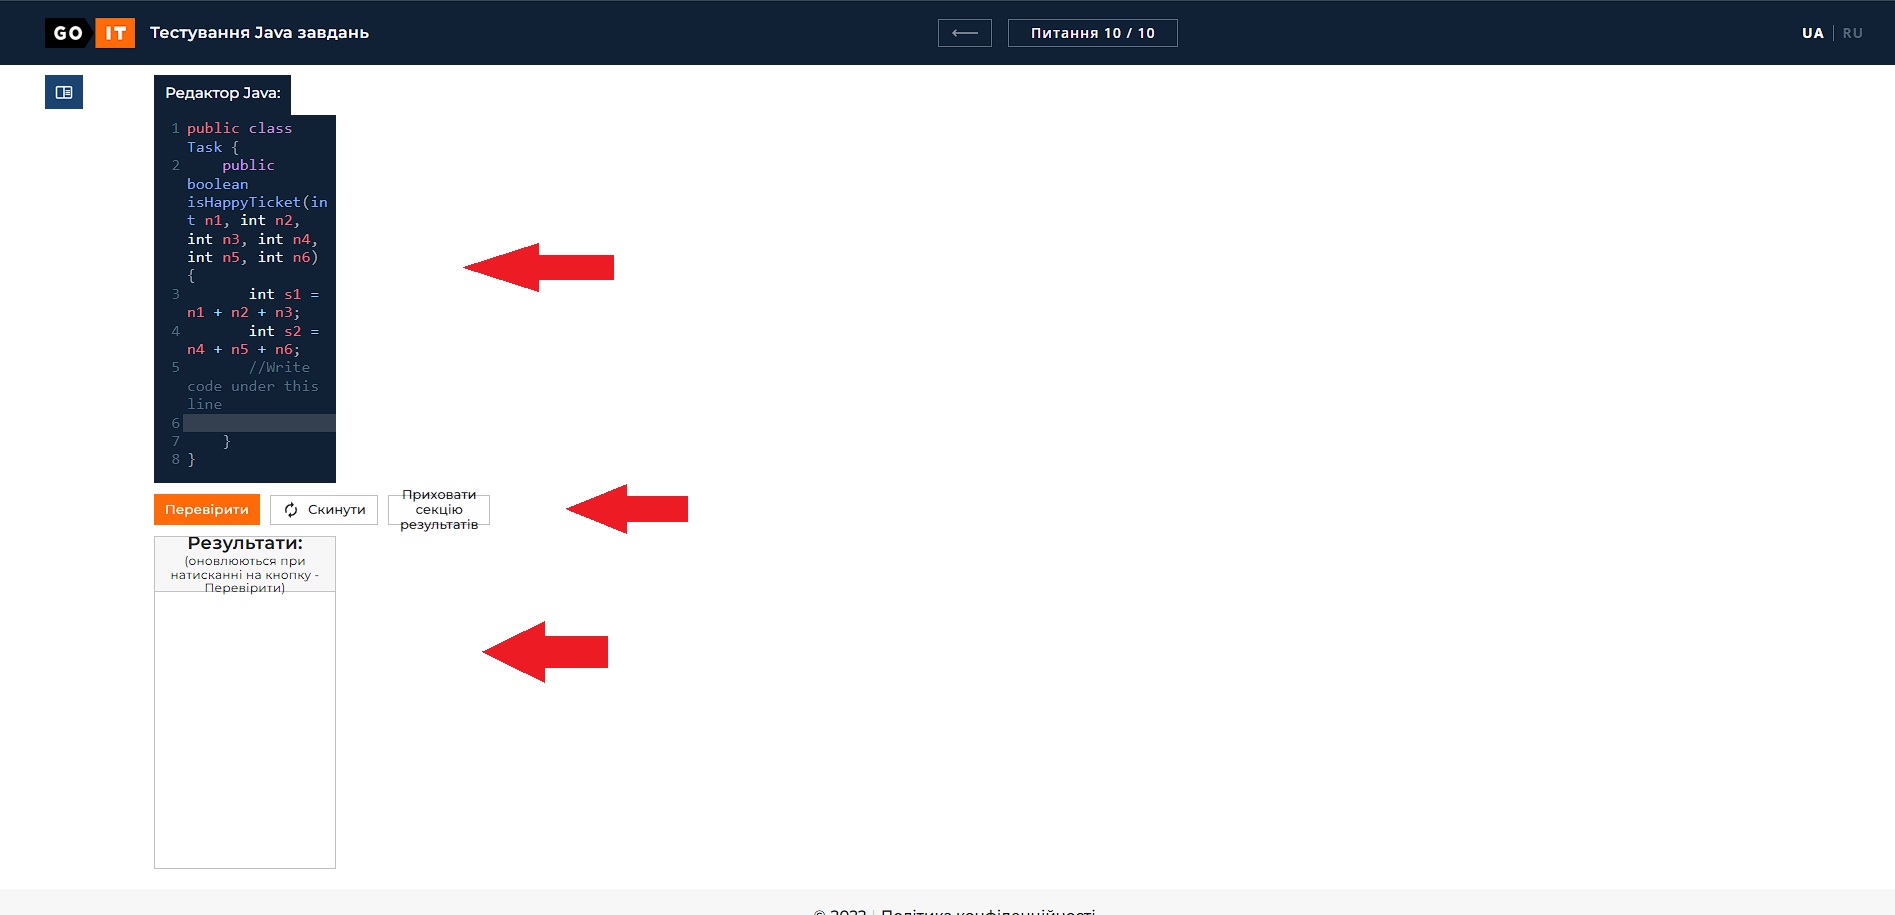 GO IT Тестування Java завдань
Питання 10 / 10
UA | RU
Редактор Java:
1 public class
Task {
2 public
boolean
isHappyTicket(in
t n1, int n2,
int n3, int n4,
int n5, int n6)
{
3 int s1 =
n1 + n2 + n3;
4 int s2 =
n4 + n5 + n6;
5 //Write
code under this
line
6
7 }
8 }
Перевірити
Скинути
Приховати
секцію
результатів
Результати:
(оновлюються при
натисканні на кнопку -
Перевірити)
© 2022 | Політика конфіденційності